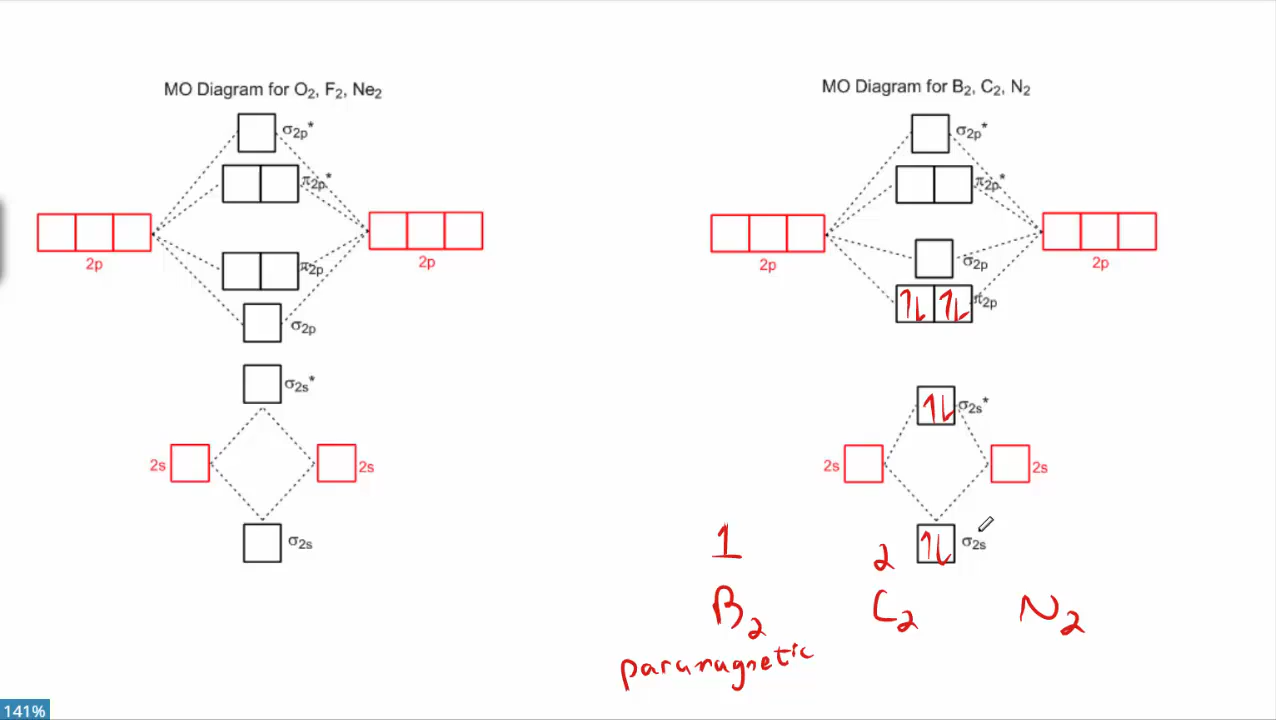 MO Diagram for O₂, F₂, Ne₂
σ₂p*
π₂p*
2p
2p
π₂p
σ₂p
σ₂s*
2s
2s
σ₂s
MO Diagram for B₂, C₂, N₂
σ₂p*
π₂p*
2p
2p
σ₂p
π₂p
σ₂s*
2s
2s
σ₂s
1
2
B₂
C₂
N₂
paramagnetic
141%